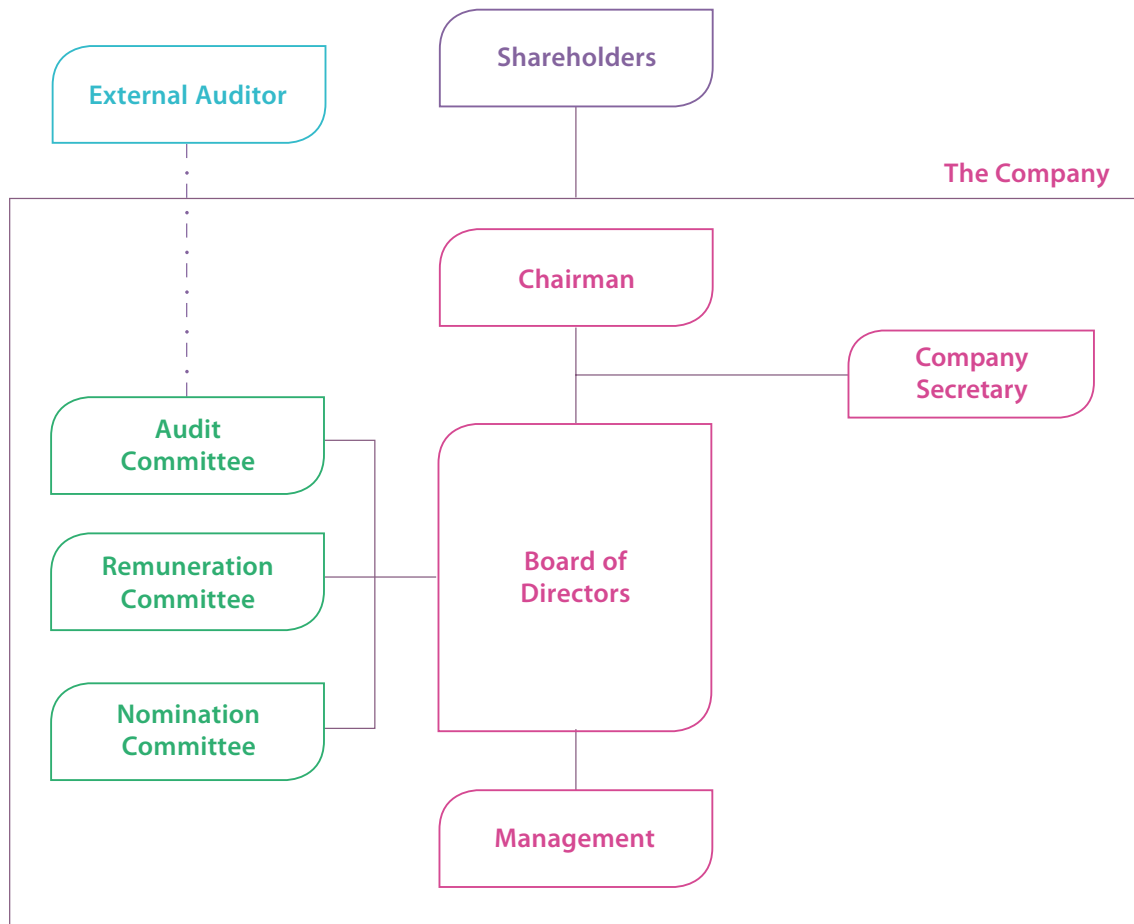 Shareholders
External Auditor
The Company
Chairman
Company
Secretary
Audit
Committee
Remuneration
Committee
Board of
Directors
Nomination
Committee
Management